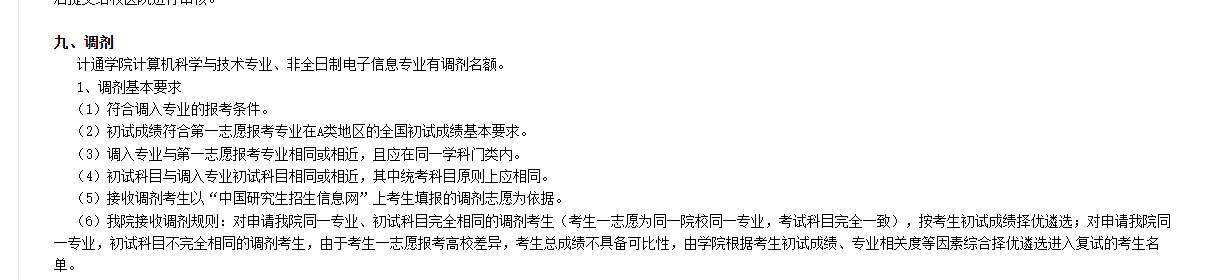 九、调剂
计通学院计算机科学与技术专业、非全日制电子信息专业有调剂名额。
1、调剂基本要求
（1）符合调入专业的报考条件。
（2）初试成绩符合第一志愿报考专业在A类地区的全国初试成绩基本要求。
（3）调入专业与第一志愿报考专业相同或相近，且应在同一学科门类内。
（4）初试科目与调入专业初试科目相同或相近，其中统考科目原则上应相同。
（5）接收调剂考生以“中国研究生招生信息网”上考生填报的调剂志愿为依据。
（6）我院接收调剂规则：对申请我院同一专业、初试科目完全相同的调剂考生（考生一志愿为同一院校同一专业，考试科目完全一致），按考生初试成绩择优遴选；对申请我院同
一专业，初试科目不完全相同的调剂考生，由于考生一志愿报考高校差异，考生总成绩不具备可比性，由学院根据考生初试成绩、专业相关度等因素综合择优遴选进入复试的考生名
单。